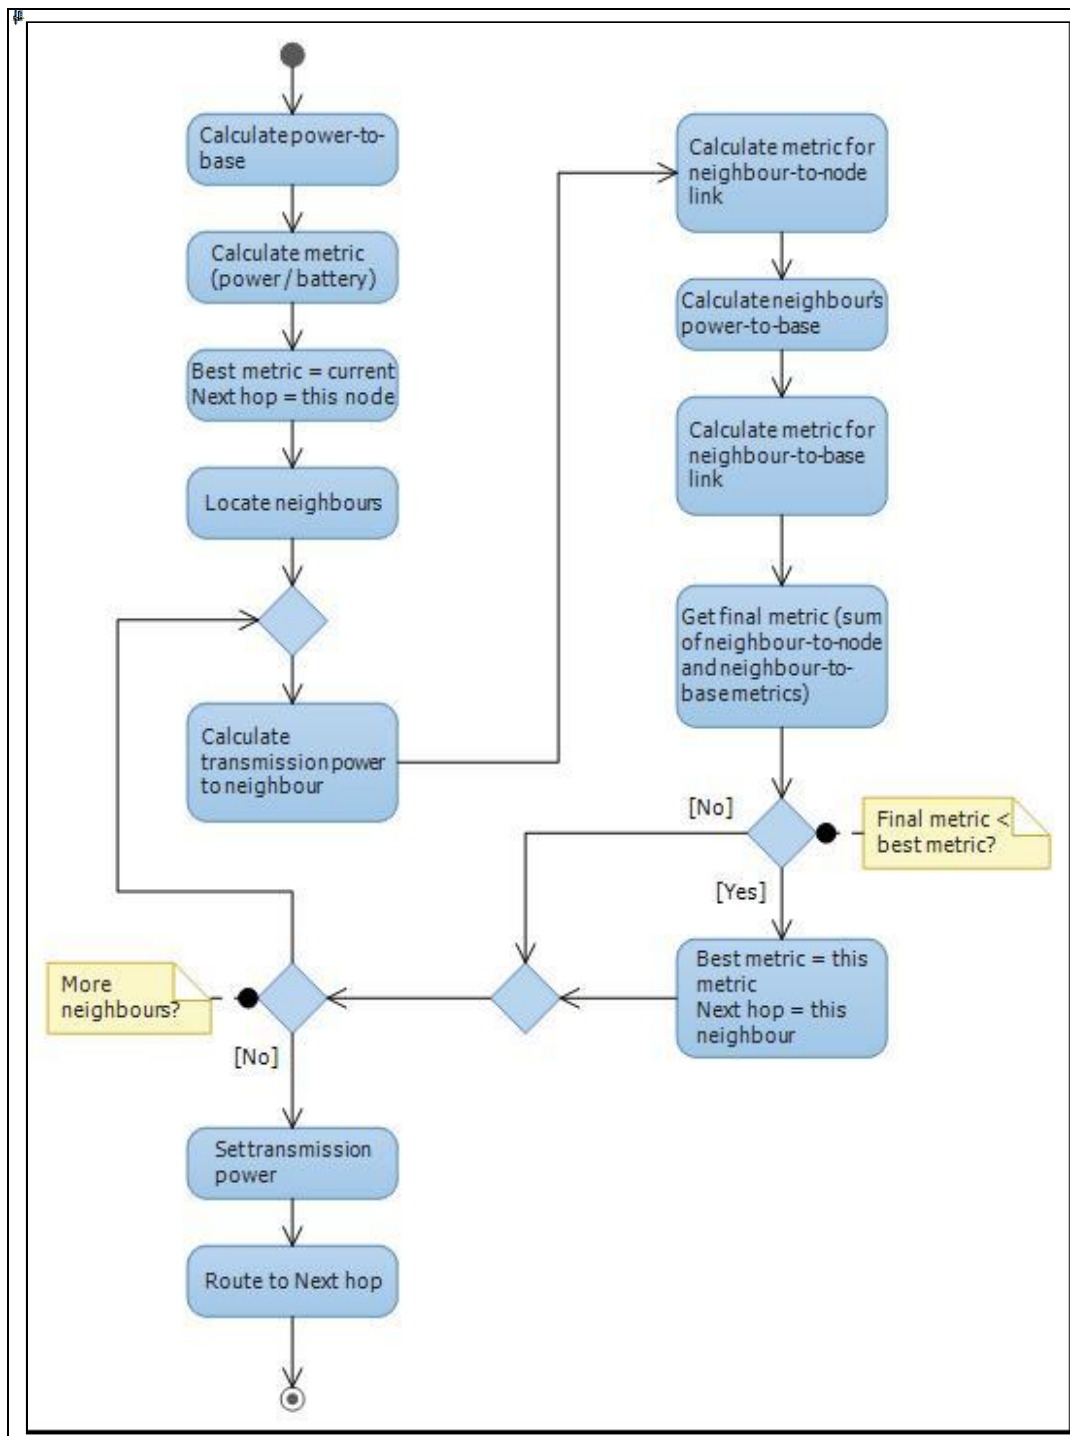 Calculate power-to-
base
Calculate metric
(power / battery)
Best metric = current
Next hop = this node
Locate neighbours
Calculate
transmission power
to neighbour
Calculate metric for
neighbour-to-node
link
Calculate neighbour's
power-to-base
Calculate metric for
neighbour-to-base
link
Get final metric (sum
of neighbour-to-node
and neighbour-to-
base metrics)
[No]
Final metric <
best metric?
[Yes]
Best metric = this
metric
Next hop = this
neighbour
More
neighbours?
[No]
Set transmission
power
Route to Next hop